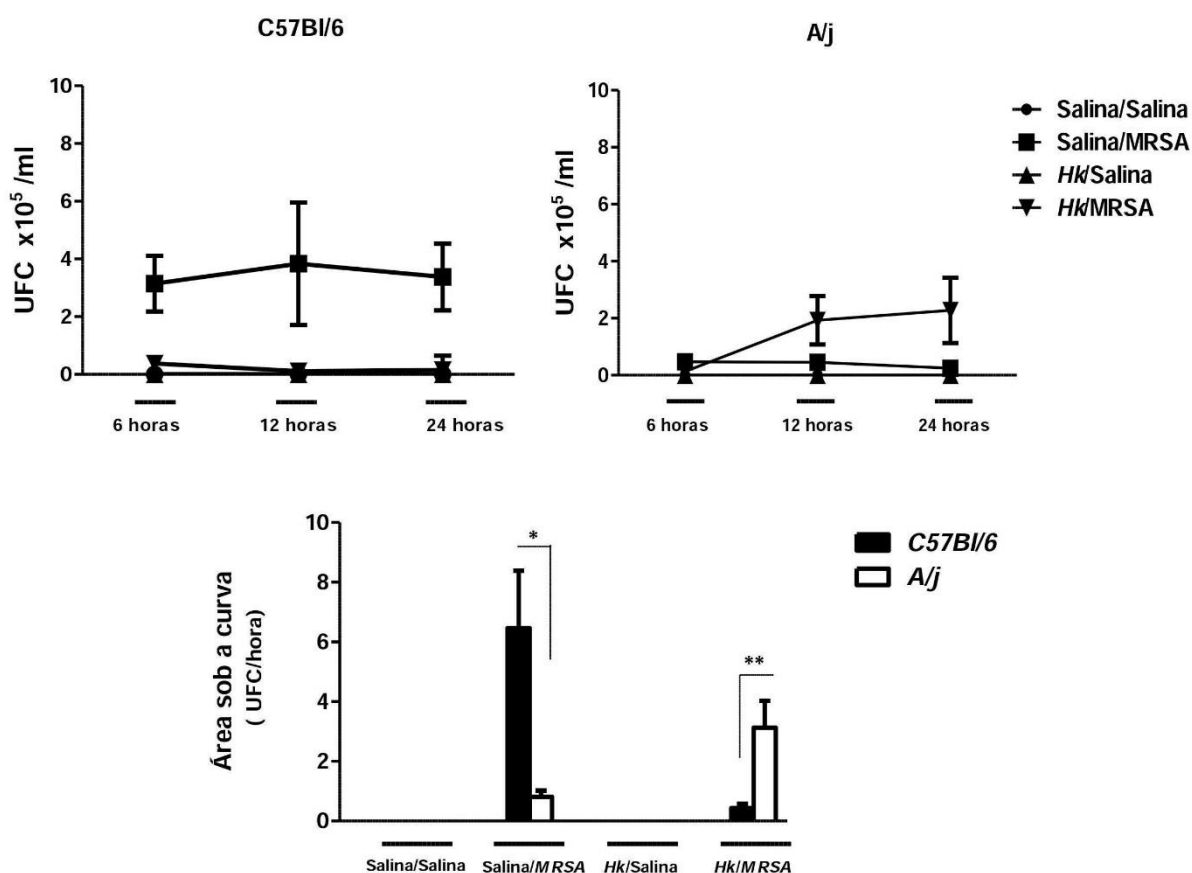 C57Bl/6
A/j
10
8
6
4
2
0
UFC x10⁵ /ml
6 horas
12 horas
24 horas
10
8
6
4
2
0
UFC x10⁵ /ml
6 horas
12 horas
24 horas
Salina/Salina
Salina/MRSA
Hk/Salina
Hk/MRSA
10
8
6
4
2
0
Área sob a curva
( UFC/hora)
*
**
C57Bl/6
A/j
Salina/Salina
Salina/MRSA
Hk/Salina
Hk/MRSA